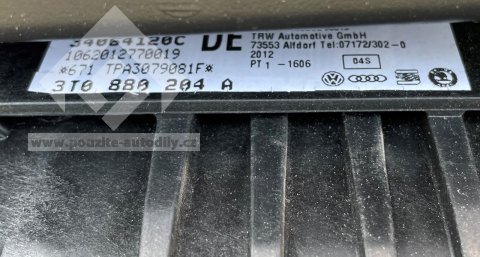 34064120C DE
1062012770019
*671 TPA3079081F*
3T0 880 204 A
TRW Automotive GmbH
73553 Alfdorf Tel:07172/302-0
2012
PT1 -1606 04S
www.pouzite-autodily.cz